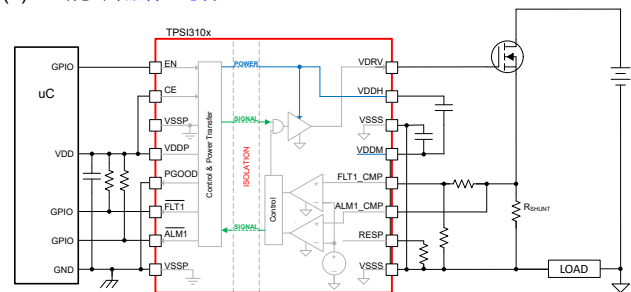 TPSI310x
GPIO
uC
VDD
GPIO
GPIO
GND
EN
CE
VSSP
VDDP
PGOOD
FLT1
ALM1
VSSP
Control & Power Transfer
POWER
SIGNAL
ISOLATION
SIGNAL
Control
VDRV
VDDH
VSSS
VDDM
FLT1_CMP
ALM1_CMP
RESP
VSSS
RSHUNT
LOAD